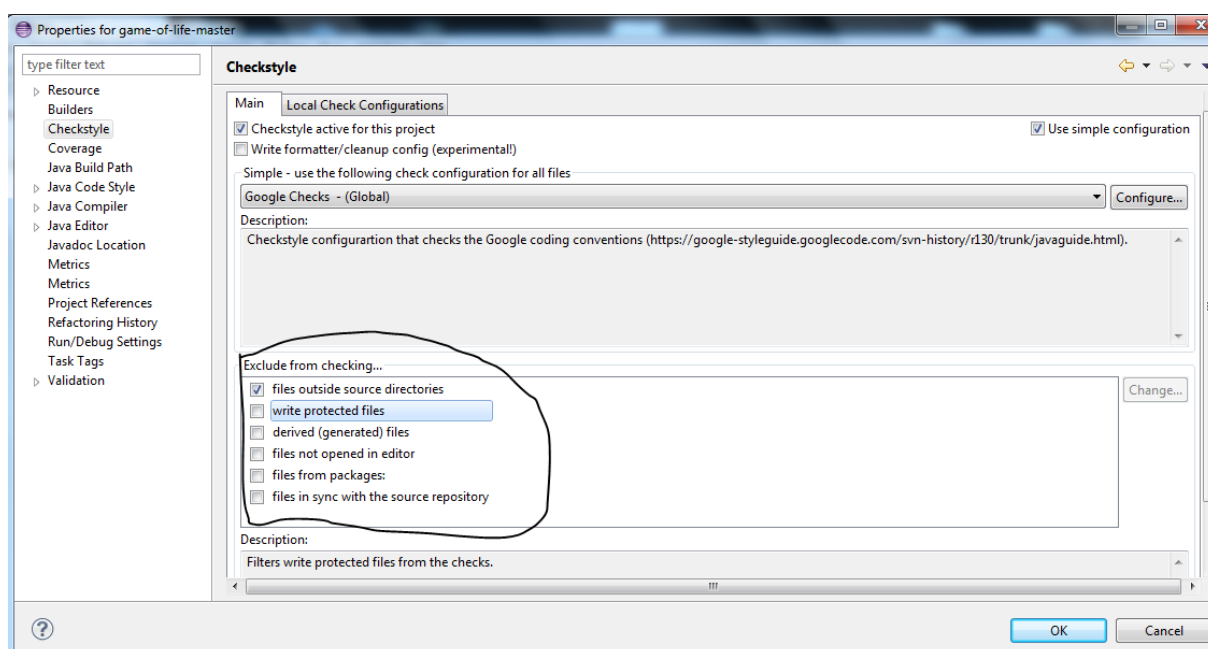 Properties for game-of-life-master
type filter text
Resource
Builders
Checkstyle
Coverage
Java Build Path
Java Code Style
Java Compiler
Java Editor
Javadoc Location
Metrics
Metrics
Project References
Refactoring History
Run/Debug Settings
Task Tags
Validation
Checkstyle
Main Local Check Configurations
Checkstyle active for this project Use simple configuration
Write formatter/cleanup config (experimental!)
Simple - use the following check configuration for all files
Google Checks - (Global) Configure...
Description:
Checkstyle configurartion that checks the Google coding conventions (https://google-styleguide.googlecode.com/svn-history/r130/trunk/javaguide.html).
Exclude from checking...
files outside source directories Change...
write protected files
derived (generated) files
files not opened in editor
files from packages:
files in sync with the source repository
Description:
Filters write protected files from the checks.
OK Cancel